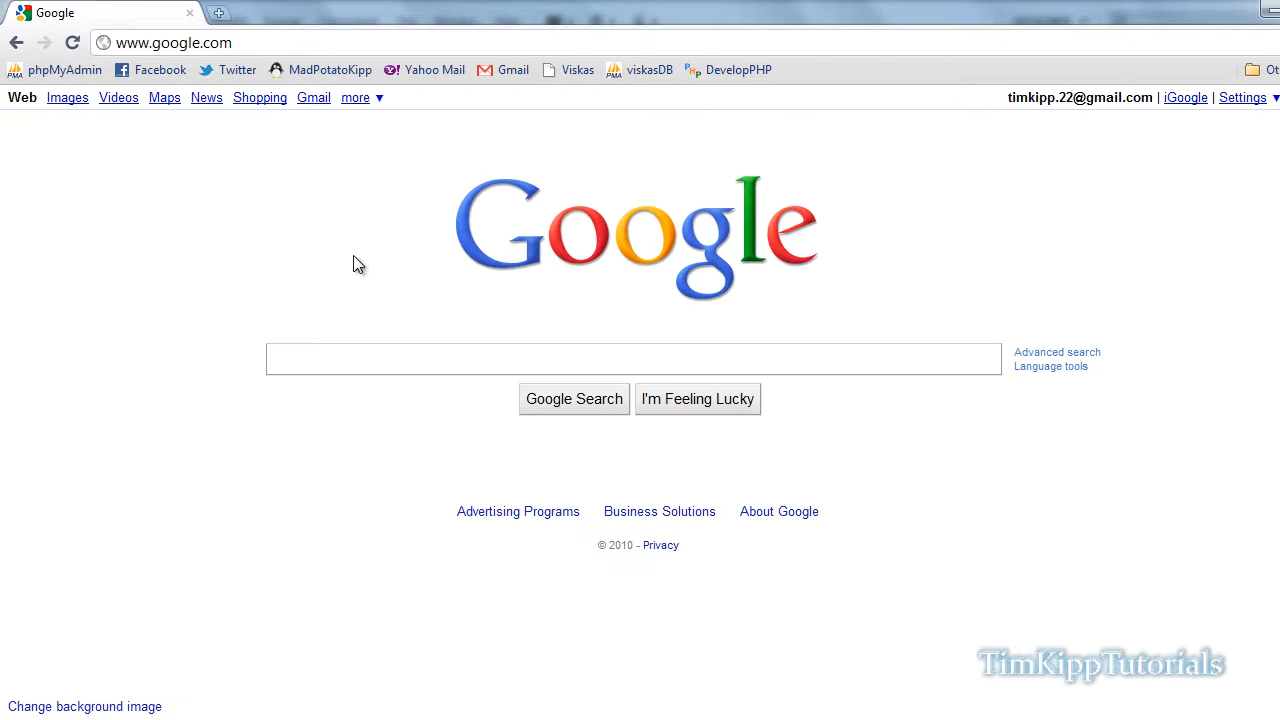 Google
www.google.com
phpMyAdmin Facebook Twitter MadPotatoKipp Yahoo Mail Gmail Viskas viskasDB DevelopPHP Ot
Web Images Videos Maps News Shopping Gmail more ▼ timkipp.22@gmail.com | iGoogle | Settings ▼
Google
Advanced search
Language tools
Google Search I'm Feeling Lucky
Advertising Programs Business Solutions About Google
© 2010 - Privacy
TimKippTutorials
Change background image